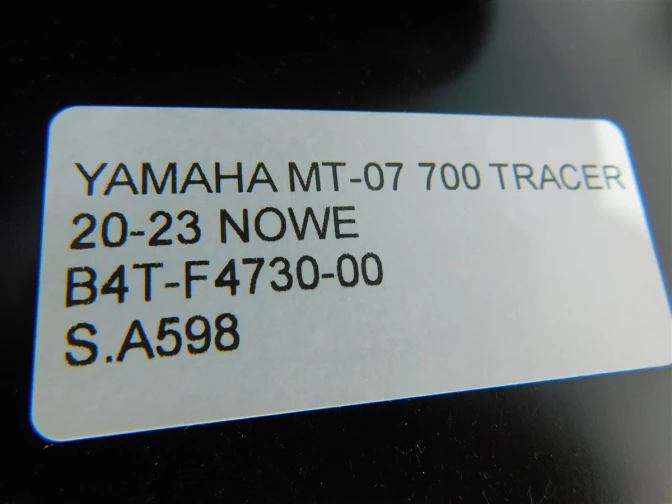 YAMAHA MT-07 700 TRACER
20-23 NOWE
B4T-F4730-00
S.A598